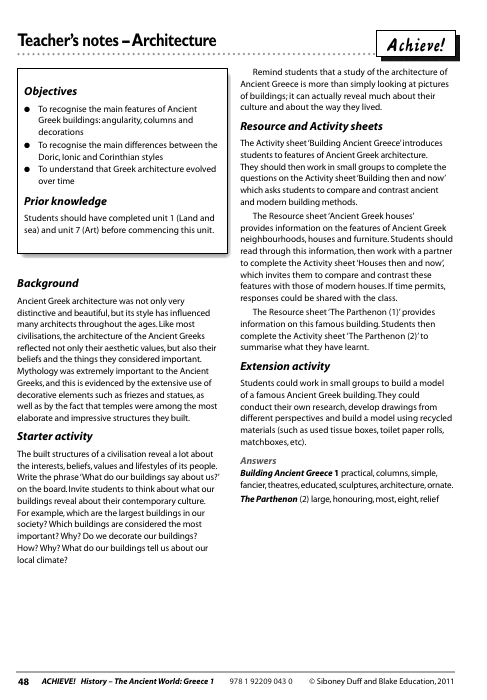 Teacher's notes – Architecture
Achieve!
Objectives
● To recognise the main features of Ancient
Greek buildings: angularity, columns and
decorations
● To recognise the main differences between the
Doric, Ionic and Corinthian styles
● To understand that Greek architecture evolved
over time
Prior knowledge
Students should have completed unit 1 (Land and
sea) and unit 7 (Art) before commencing this unit.
Background
Ancient Greek architecture was not only very
distinctive and beautiful, but its style has influenced
many architects throughout the ages. Like most
civilisations, the architecture of the Ancient Greeks
reflected not only their aesthetic values, but also their
beliefs and the things they considered important.
Mythology was extremely important to the Ancient
Greeks, and this is evidenced by the extensive use of
decorative elements such as friezes and statues, as
well as by the fact that temples were among the most
elaborate and impressive structures they built.
Starter activity
The built structures of a civilisation reveal a lot about
the interests, beliefs, values and lifestyles of its people.
Write the phrase 'What do our buildings say about us?'
on the board. Invite students to think about what our
buildings reveal about their contemporary culture.
For example, which are the largest buildings in our
society? Which buildings are considered the most
important? Why? Do we decorate our buildings?
How? Why? What do our buildings tell us about our
local climate?
Remind students that a study of the architecture of
Ancient Greece is more than simply looking at pictures
of buildings; it can actually reveal much about their
culture and about the way they lived.
Resource and Activity sheets
The Activity sheet 'Building Ancient Greece' introduces
students to features of Ancient Greek architecture.
They should then work in small groups to complete the
questions on the Activity sheet 'Building then and now'
which asks students to compare and contrast ancient
and modern building methods.
The Resource sheet 'Ancient Greek houses'
provides information on the features of Ancient Greek
neighbourhoods, houses and furniture. Students should
read through this information, then work with a partner
to complete the Activity sheet 'Houses then and now',
which invites them to compare and contrast these
features with those of modern houses. If time permits,
responses could be shared with the class.
The Resource sheet 'The Parthenon (1)' provides
information on this famous building. Students then
complete the Activity sheet 'The Parthenon (2)' to
summarise what they have learnt.
Extension activity
Students could work in small groups to build a model
of a famous Ancient Greek building. They could
conduct their own research, develop drawings from
different perspectives and build a model using recycled
materials (such as used tissue boxes, toilet paper rolls,
matchboxes, etc).
Answers
Building Ancient Greece 1 practical, columns, simple,
fancier, theatres, educated, sculptures, architecture, ornate.
The Parthenon (2) large, honouring, most, eight, relief
48 ACHIEVE! History – The Ancient World: Greece 1 978 1 92209 043 0 © Siboney Duff and Blake Education, 2011